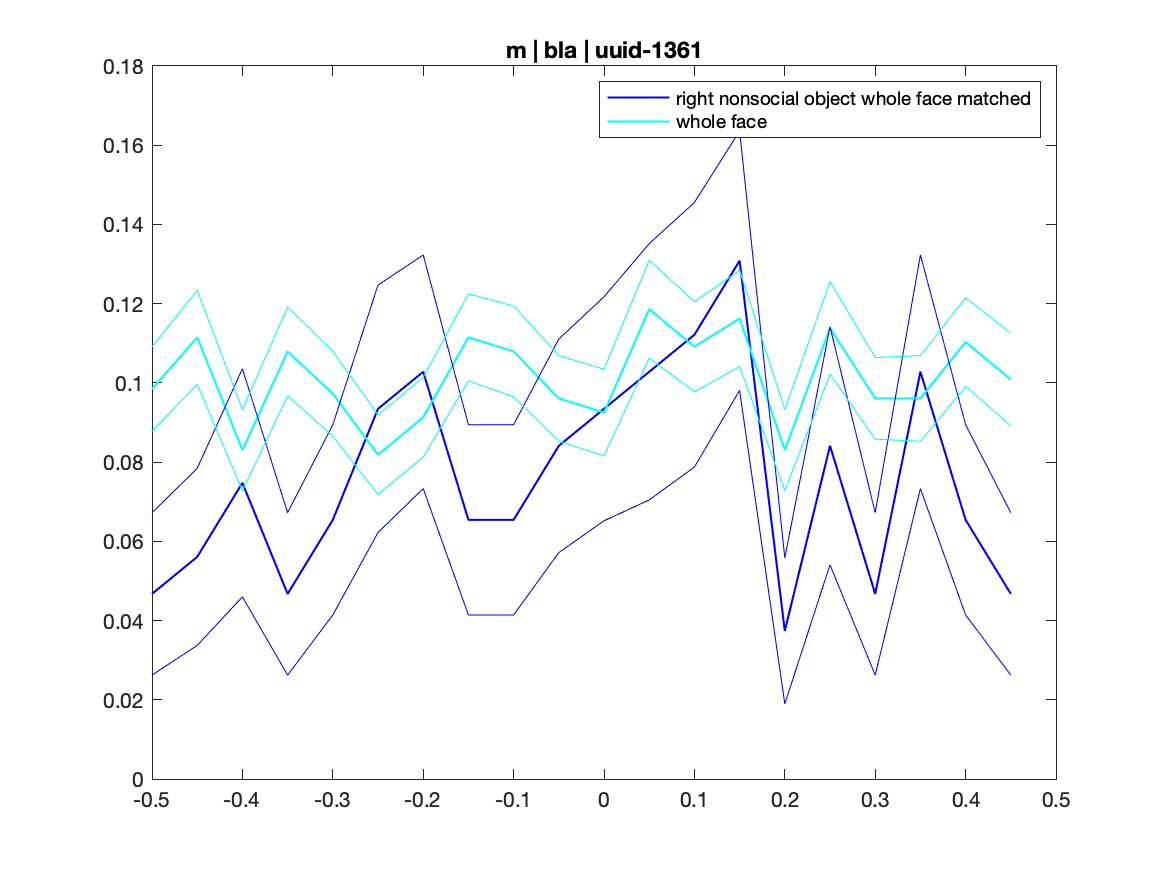 m | bla | uuid-1361
right nonsocial object whole face matched
whole face
0.18
0.16
0.14
0.12
0.1
0.08
0.06
0.04
0.02
0
-0.5 -0.4 -0.3 -0.2 -0.1 0 0.1 0.2 0.3 0.4 0.5